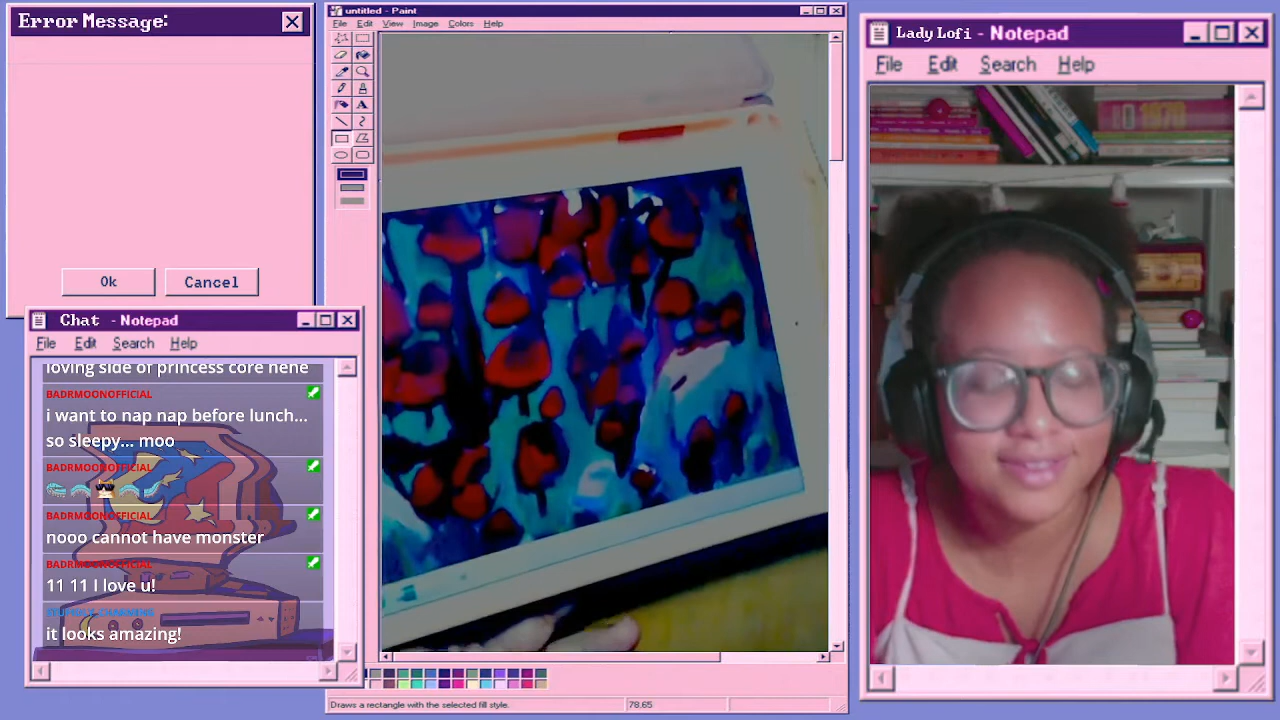 Error Message:
Ok
Cancel
untitled - Paint
File Edit View Image Colors Help
Draws a rectangle with the selected fill style.
78.65
Chat - Notepad
File Edit Search Help
loving side of princess core nene
BADRMOONOFFICIAL
i want to nap nap before lunch...
so sleepy... moo
BADRMOONOFFICIAL
BADRMOONOFFICIAL
nooo cannot have monster
BADRMOONOFFICIAL
11 11 I love u!
it looks amazing!
Lady Lofi - Notepad
File Edit Search Help
1970